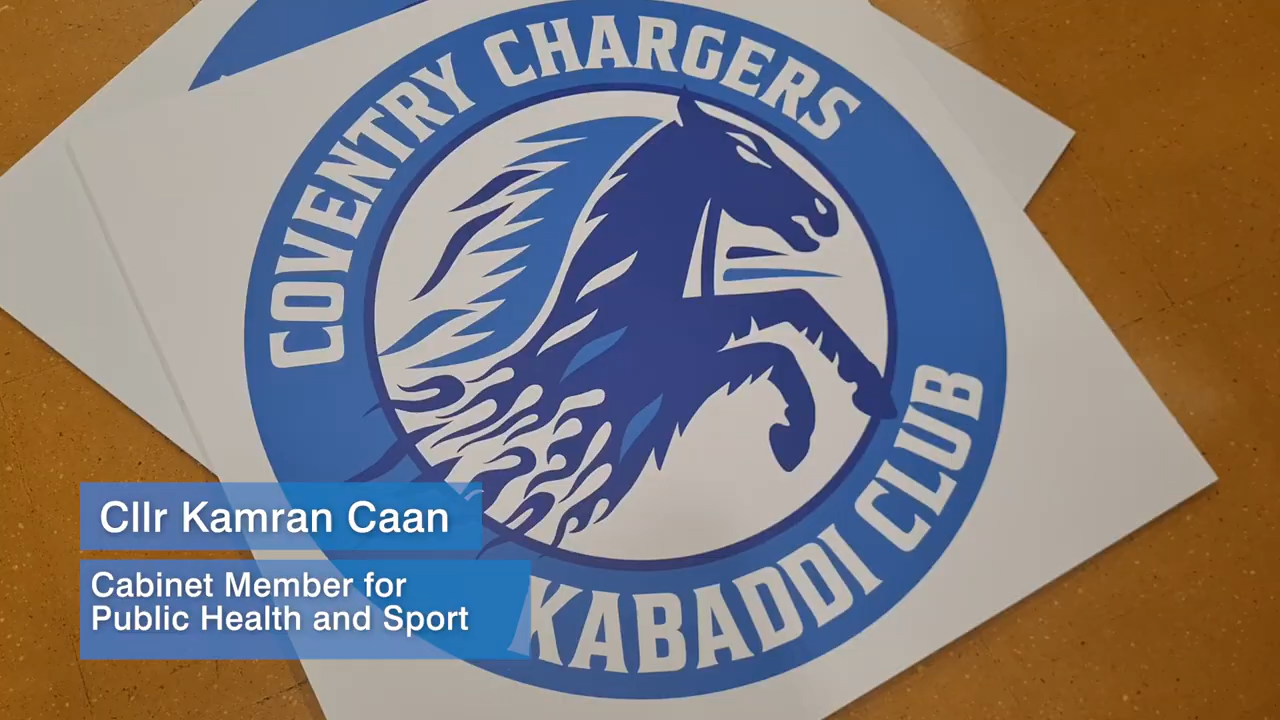 COVENTRY CHARGERS
KABADDI CLUB
Cllr Kamran Caan
Cabinet Member for
Public Health and Sport